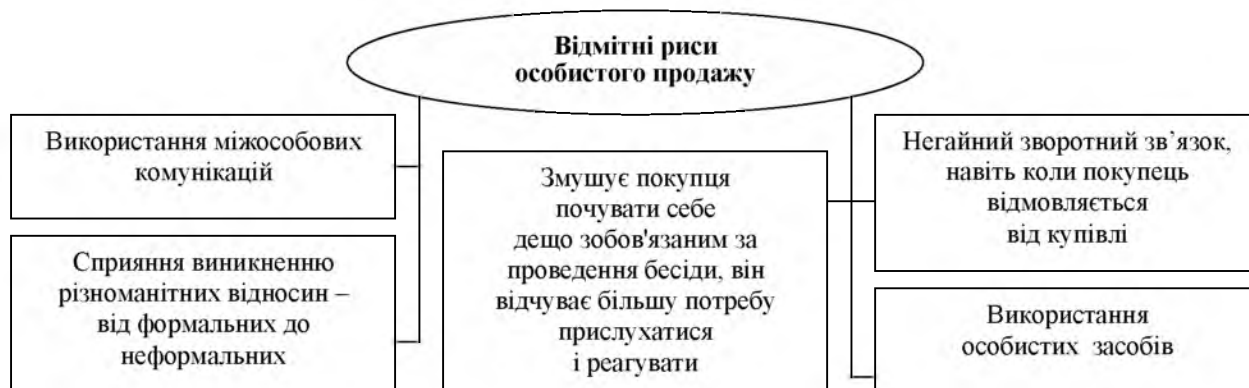 Відмітні риси
особистого продажу
Використання міжособових
комунікацій
Сприяння виникненню
різноманітних відносин –
від формальних до
неформальних
Змушує покупця
почувати себе
дещо зобов'язаним за
проведення бесіди, він
відчуває більшу потребу
прислухатися
і реагувати
Негайний зворотний зв’язок,
навіть коли покупець
відмовляється
від купівлі
Використання
особистих засобів